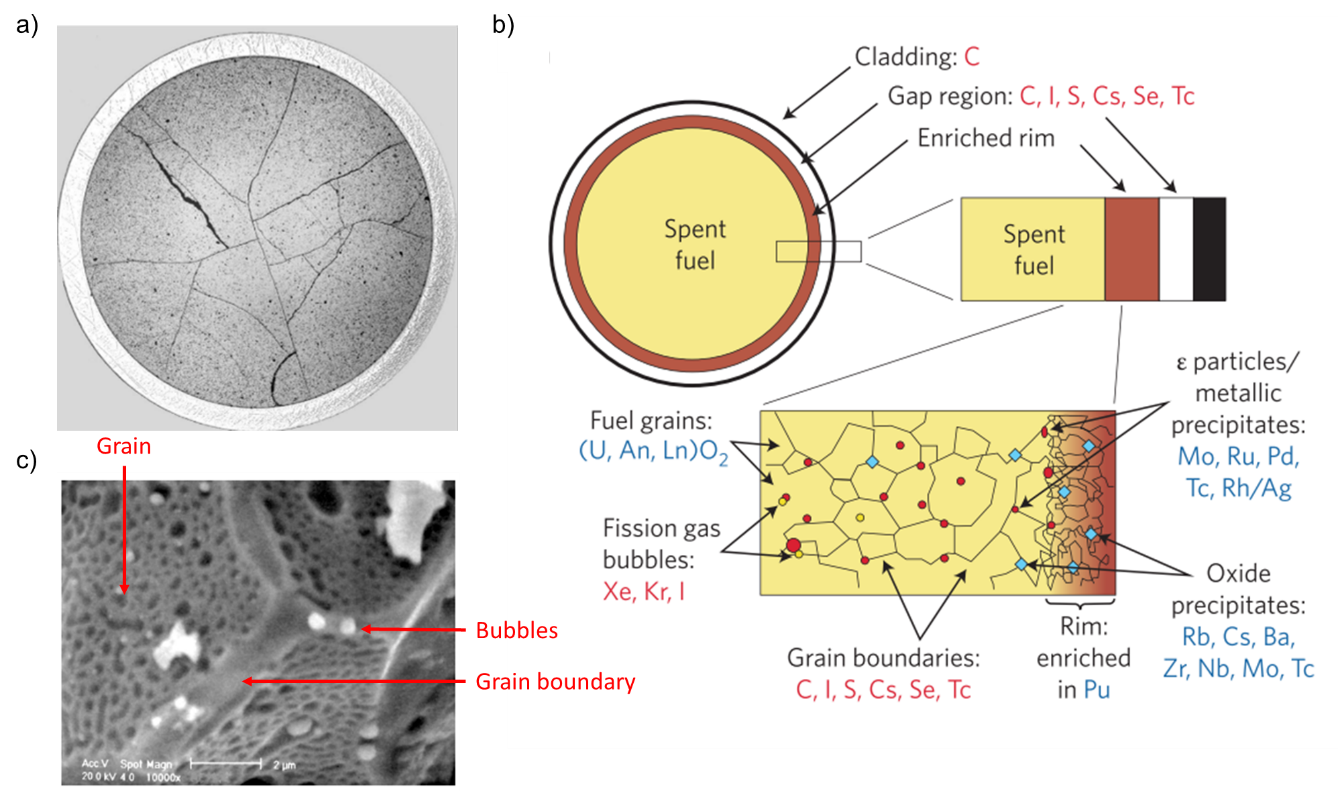 a)
b)
Cladding: C
Gap region: C, I, S, Cs, Se, Tc
Enriched rim
Spent
fuel
Spent
fuel
Fuel grains:
(U, An, Ln)O₂
Fission gas
bubbles:
Xe, Kr, I
Grain boundaries:
C, I, S, Cs, Se, Tc
Rim:
enriched
in Pu
ε particles/
metallic
precipitates:
Mo, Ru, Pd,
Tc, Rh/Ag
Oxide
precipitates:
Rb, Cs, Ba,
Zr, Nb, Mo, Tc
c)
Grain
Bubbles
Grain boundary
Acc.V Spot Magn
20.0 kV 4.0 10000x
2 µm